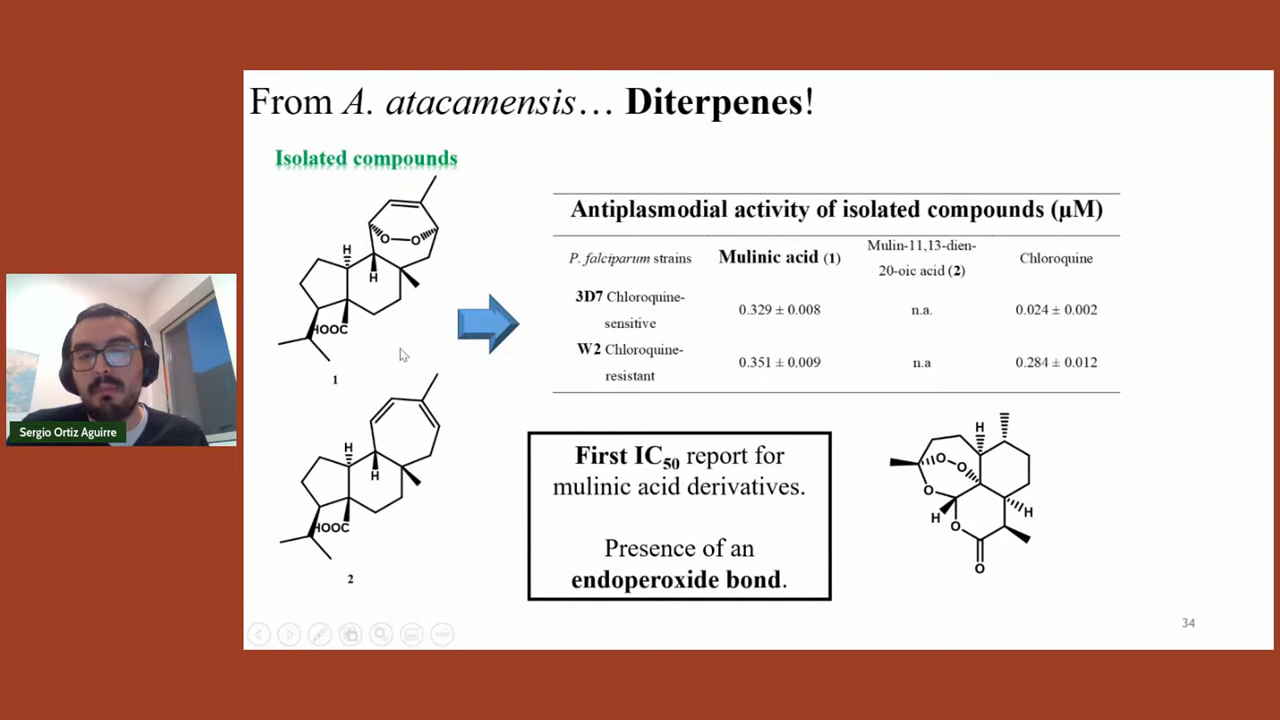 From A. atacamensis… Diterpenes!
Isolated compounds
H
O
O
H
HOOC
1
H
H
HOOC
2
Antiplasmodial activity of isolated compounds (µM)
P. falciparum strains
Mulinic acid (1)
Mulin-11,13-dien-
20-oic acid (2)
Chloroquine
3D7 Chloroquine-
sensitive
0.329 ± 0.008
n.a.
0.024 ± 0.002
W2 Chloroquine-
resistant
0.351 ± 0.009
n.a
0.284 ± 0.012
First IC50 report for
mulinic acid derivatives.
Presence of an
endoperoxide bond.
H
O
O
O
H
H
O
O
Sergio Ortiz Aguirre
34